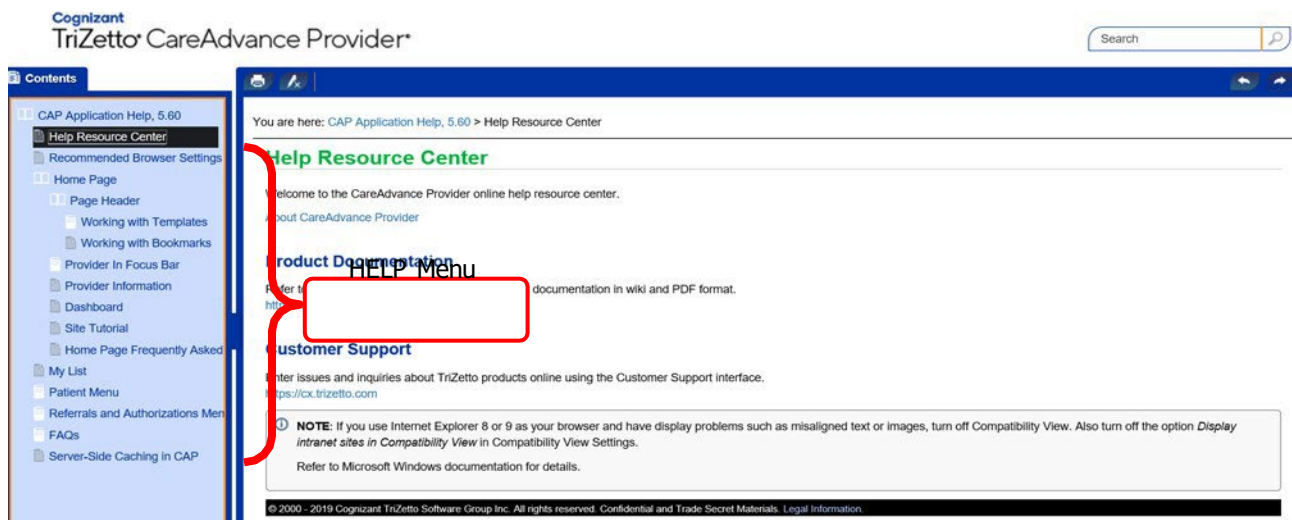 Cognizant
TriZetto CareAdvance Provider
Search
Contents
CAP Application Help, 5.60
Help Resource Center
Recommended Browser Settings
Home Page
Page Header
Working with Templates
Working with Bookmarks
Provider In Focus Bar
Provider Information
Dashboard
Site Tutorial
Home Page Frequently Asked
My List
Patient Menu
Referrals and Authorizations Men
FAQs
Server-Side Caching in CAP
You are here: CAP Application Help, 5.60 > Help Resource Center
Help Resource Center
Welcome to the CareAdvance Provider online help resource center.
About CareAdvance Provider
Product Documentation
HELP Menu
Refer to documentation in wiki and PDF format.
Customer Support
Enter issues and inquiries about TriZetto products online using the Customer Support interface.
https://cx.trizetto.com
NOTE: If you use Internet Explorer 8 or 9 as your browser and have display problems such as misaligned text or images, turn off Compatibility View. Also turn off the option Display
intranet sites in Compatibility View in Compatibility View Settings.
Refer to Microsoft Windows documentation for details.
© 2000 - 2019 Cognizant TriZetto Software Group Inc. All rights reserved. Confidential and Trade Secret Materials. Legal Information.